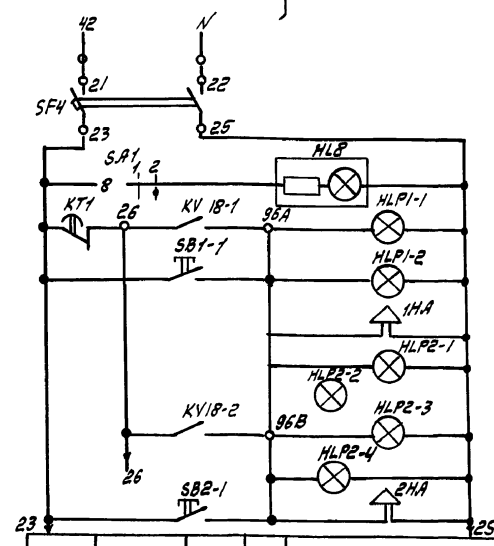 42 N
21 22
SF4
23 25
SA1 HL8
1 2
8
KT1 26 KV 18-1 96A HLP1-1
SB1-1 HLP1-2
1HA
HLP2-1
HLP2-2
KV18-2 96B HLP2-3
26 HLP2-4
SB2-1 2HA
23 25